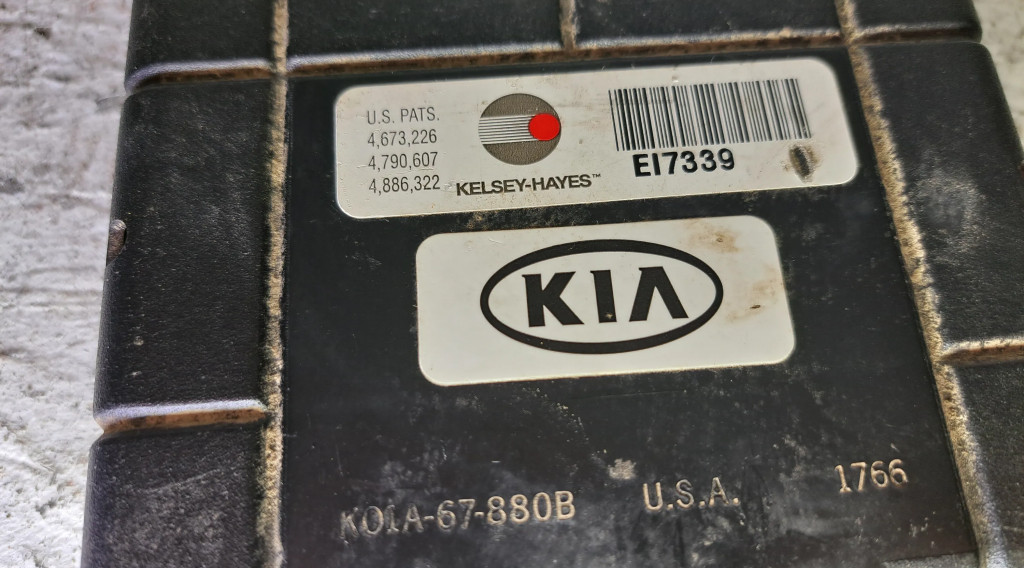 U.S. PATS.
4,673,226
4,790,607
4,886,322
KELSEY-HAYES™
EI7339
KIA
K01A-67-880B U.S.A. 1766